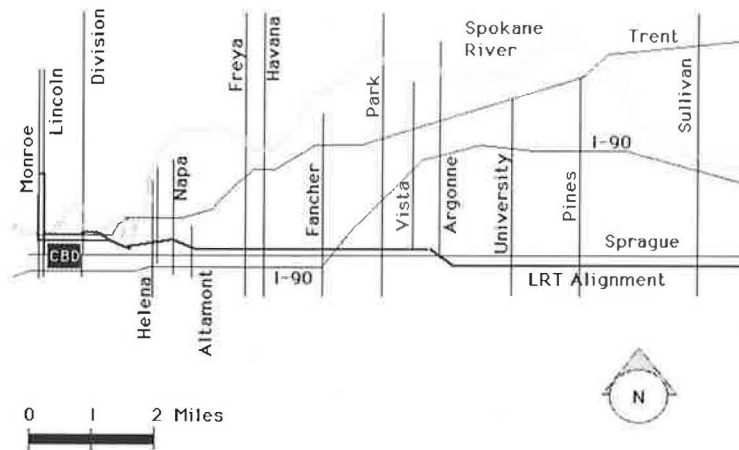 Monroe
Lincoln
Division
Helena
Napa
Altamont
Freya
Havana
Fancher
Park
Vista
Argonne
University
Pines
Sullivan
Spokane
River
Trent
I-90
Sprague
CBD
I-90
LRT Alignment
0 1 2 Miles
N